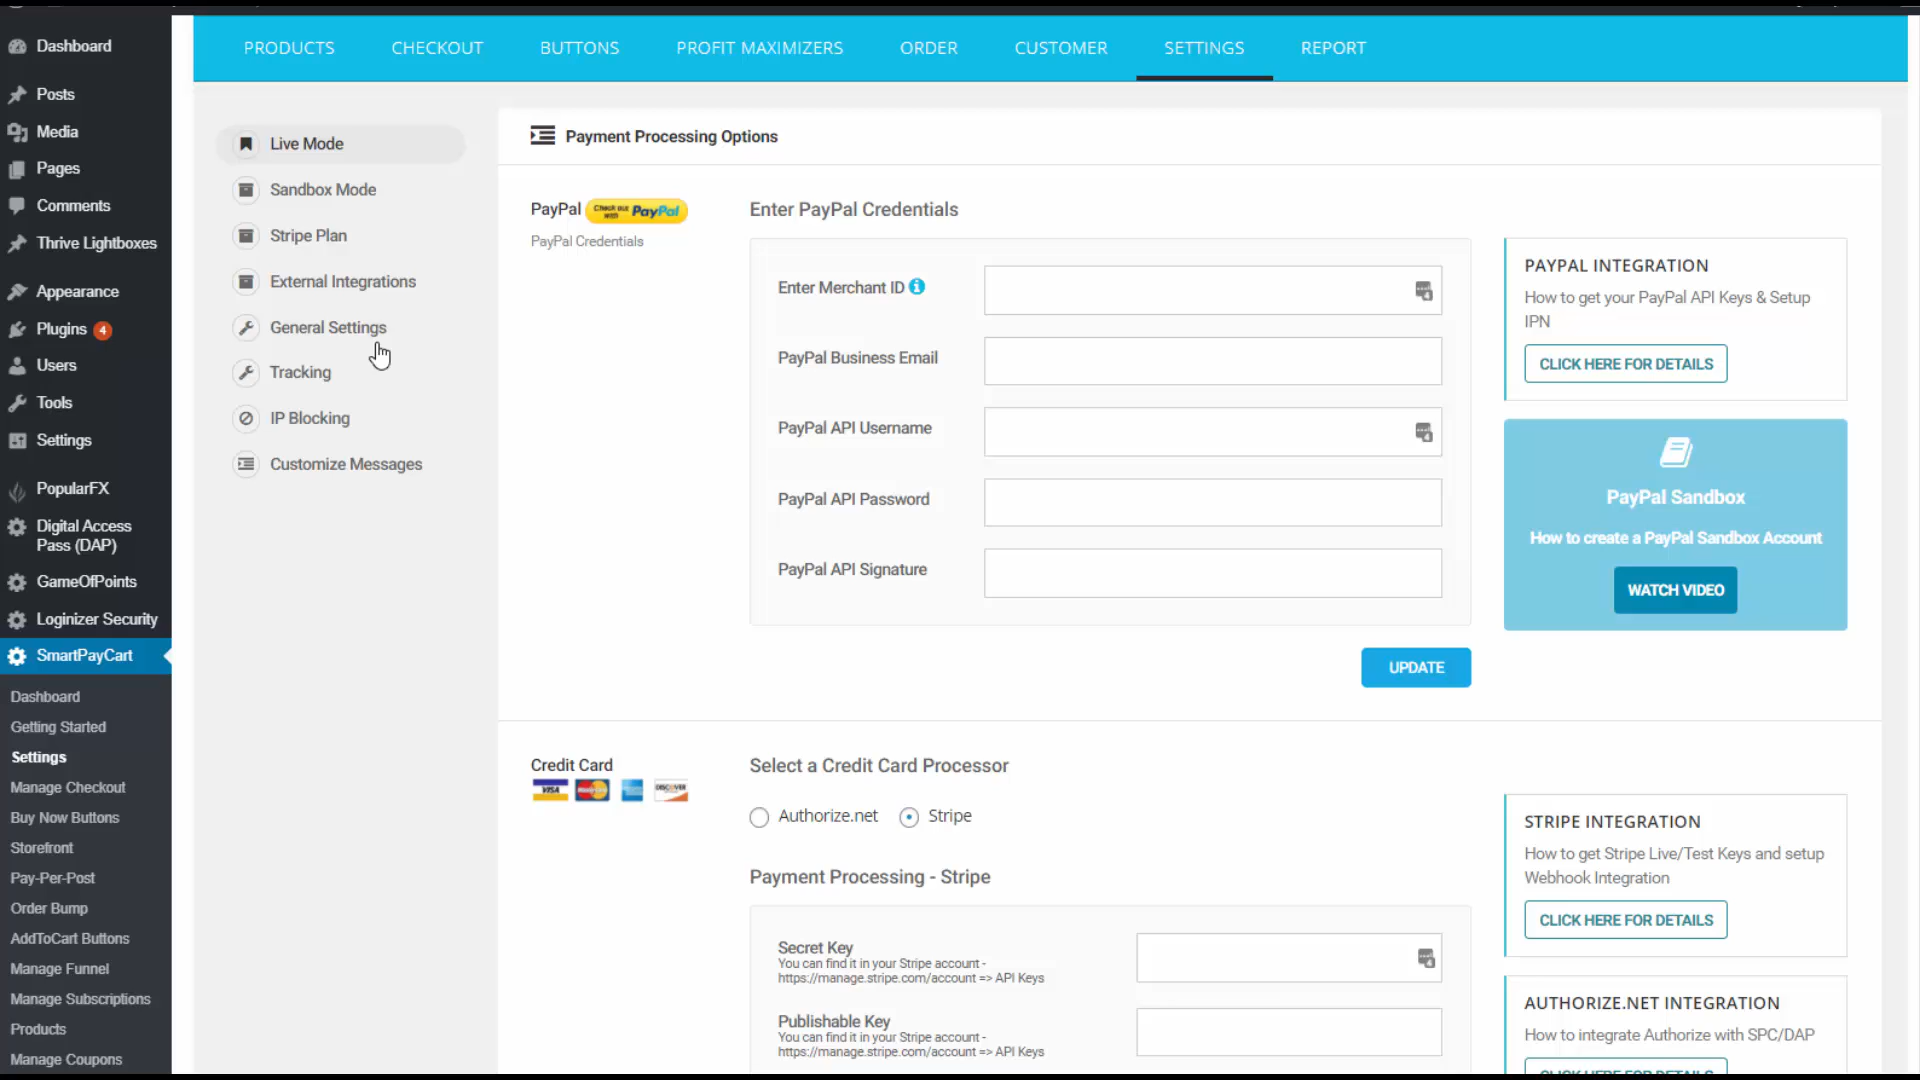 PRODUCTS CHECKOUT BUTTONS PROFIT MAXIMIZERS ORDER CUSTOMER SETTINGS REPORT
Dashboard
Posts
Media
Pages
Comments
Thrive Lightboxes
Appearance
Plugins 4
Users
Tools
Settings
PopularFX
Digital Access
Pass (DAP)
GameOfPoints
Loginizer Security
SmartPayCart
Dashboard
Getting Started
Settings
Manage Checkout
Buy Now Buttons
Storefront
Pay-Per-Post
Order Bump
AddToCart Buttons
Manage Funnel
Manage Subscriptions
Products
Manage Coupons
Live Mode
Sandbox Mode
Stripe Plan
External Integrations
General Settings
Tracking
IP Blocking
Customize Messages
Payment Processing Options
PayPal Check out with PayPal
PayPal Credentials
Enter PayPal Credentials
Enter Merchant ID
PayPal Business Email
PayPal API Username
PayPal API Password
PayPal API Signature
UPDATE
PAYPAL INTEGRATION
How to get your PayPal API Keys & Setup
IPN
CLICK HERE FOR DETAILS
PayPal Sandbox
How to create a PayPal Sandbox Account
WATCH VIDEO
Credit Card
VISA MasterCard DISCOVER
Select a Credit Card Processor
Authorize.net Stripe
Payment Processing - Stripe
Secret Key
You can find it in your Stripe account -
https://manage.stripe.com/account => API Keys
Publishable Key
You can find it in your Stripe account -
https://manage.stripe.com/account => API Keys
STRIPE INTEGRATION
How to get Stripe Live/Test Keys and setup
Webhook Integration
CLICK HERE FOR DETAILS
AUTHORIZE.NET INTEGRATION
How to integrate Authorize with SPC/DAP
CLICK HERE FOR DETAILS